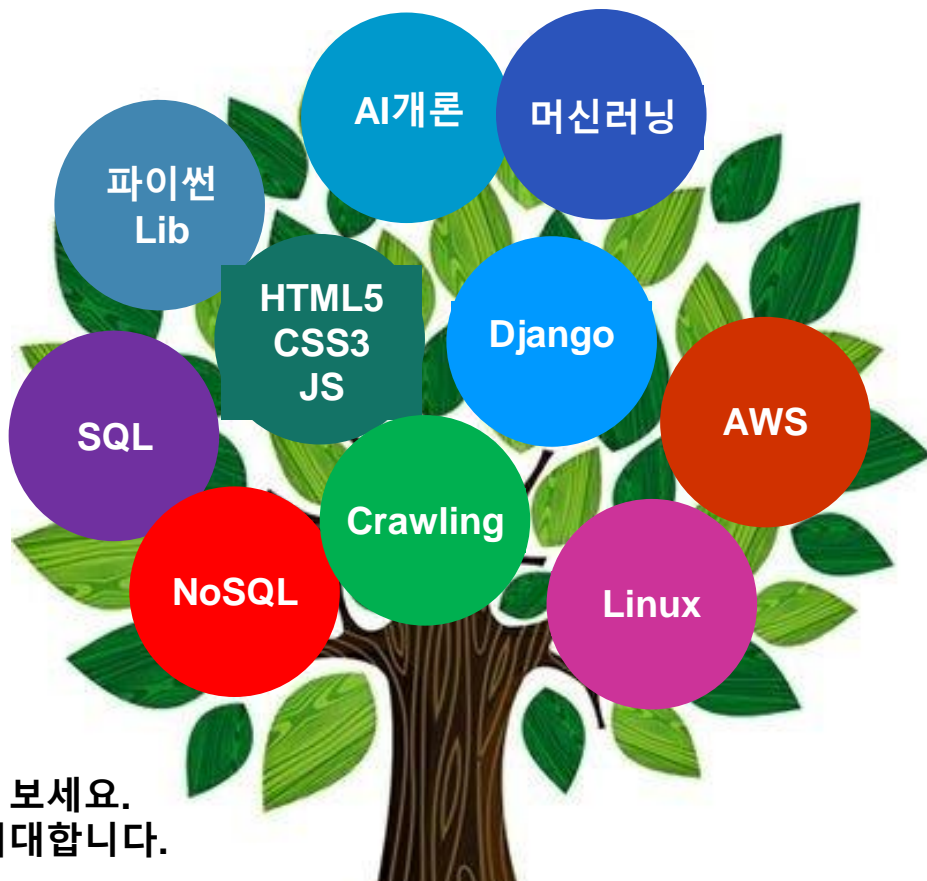 AI개론
머신러닝
파이썬
Lib
HTML5
CSS3
JS
Django
AWS
SQL
Crawling
NoSQL
Linux
보세요.
대합니다.